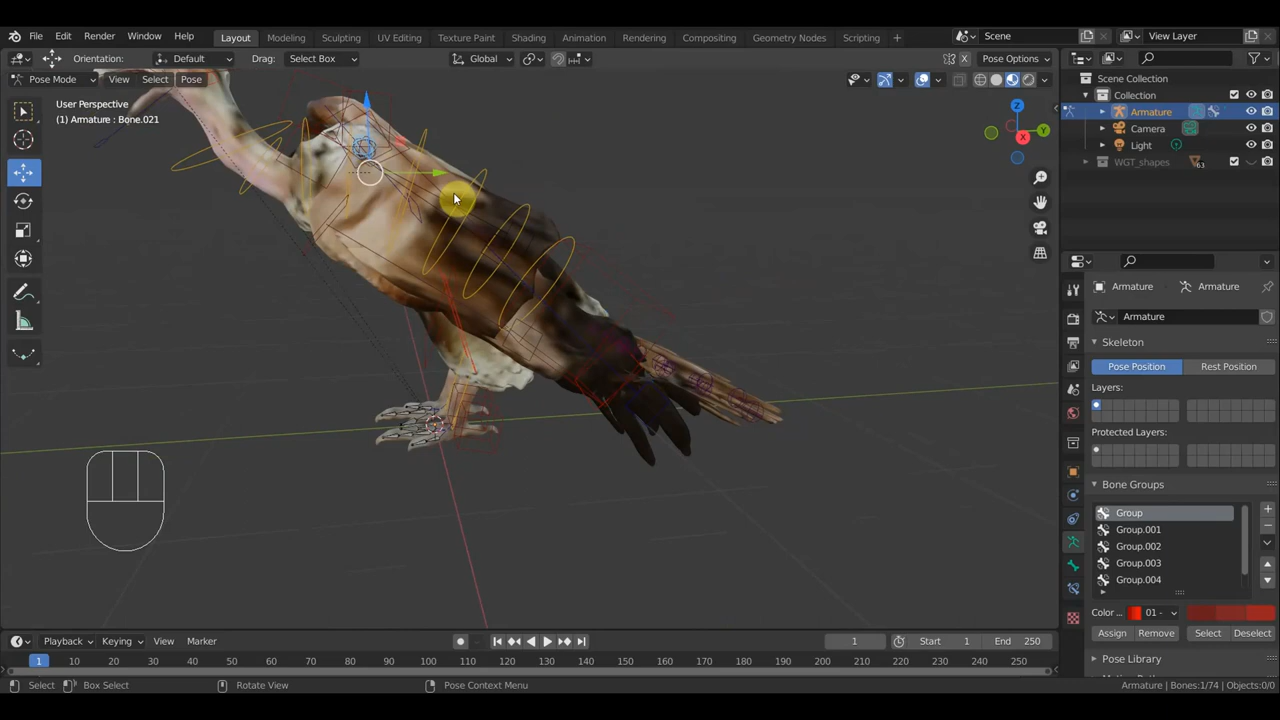 File Edit Render Window Help Layout Modeling Sculpting UV Editing Texture Paint Shading Animation Rendering Compositing Geometry Nodes Scripting + Scene View Layer
Orientation: Default Drag: Select Box Global X Pose Options
Pose Mode View Select Pose
User Perspective
(1) Armature : Bone.021
Z
Y
X
Scene Collection
Collection
Armature
Camera
Light
WGT_shapes 63
Armature Armature
Armature
Skeleton
Pose Position Rest Position
Layers:
Protected Layers:
Bone Groups
Group
Group.001
Group.002
Group.003
Group.004
Color ... 01 -
Assign Remove Select Deselect
Pose Library
Playback Keying View Marker 1 Start 1 End 250
1 10 20 30 40 50 60 70 80 90 100 110 120 130 140 150 160 170 180 190 200 210 220 230 240 250
Select Box Select Rotate View Pose Context Menu Armature | Bones:1/74 | Objects:0/0